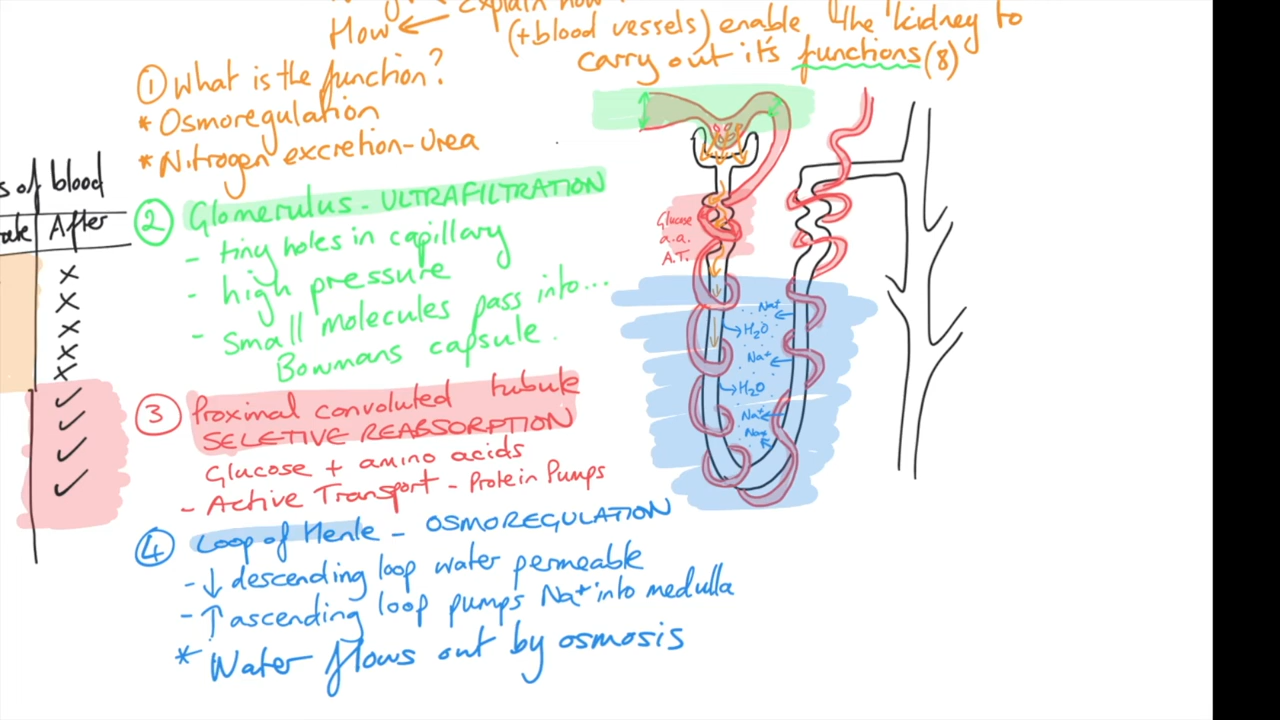 How ← Explain how
(+blood vessels) enable the kidney to
carry out it's functions (8)
① What is the function?
* Osmoregulation
* Nitrogen excretion-Urea
s of blood
After
② Glomerulus - ULTRAFILTRATION
- tiny holes in capillary
- high pressure
- Small molecules pass into...
Bowmans capsule.
③ Proximal convoluted tubule
SELETIVE REABSORPTION
Glucose + amino acids
- Active Transport - Protein Pumps
④ Loop of Henle - OSMOREGULATION
- ↓ descending loop water permeable
- ↑ ascending loop pumps Na+ into medulla
* Water flows out by osmosis
Glucose
a.a.
A.T.
Na+
H2O
Na+
H2O
Na+
Na+